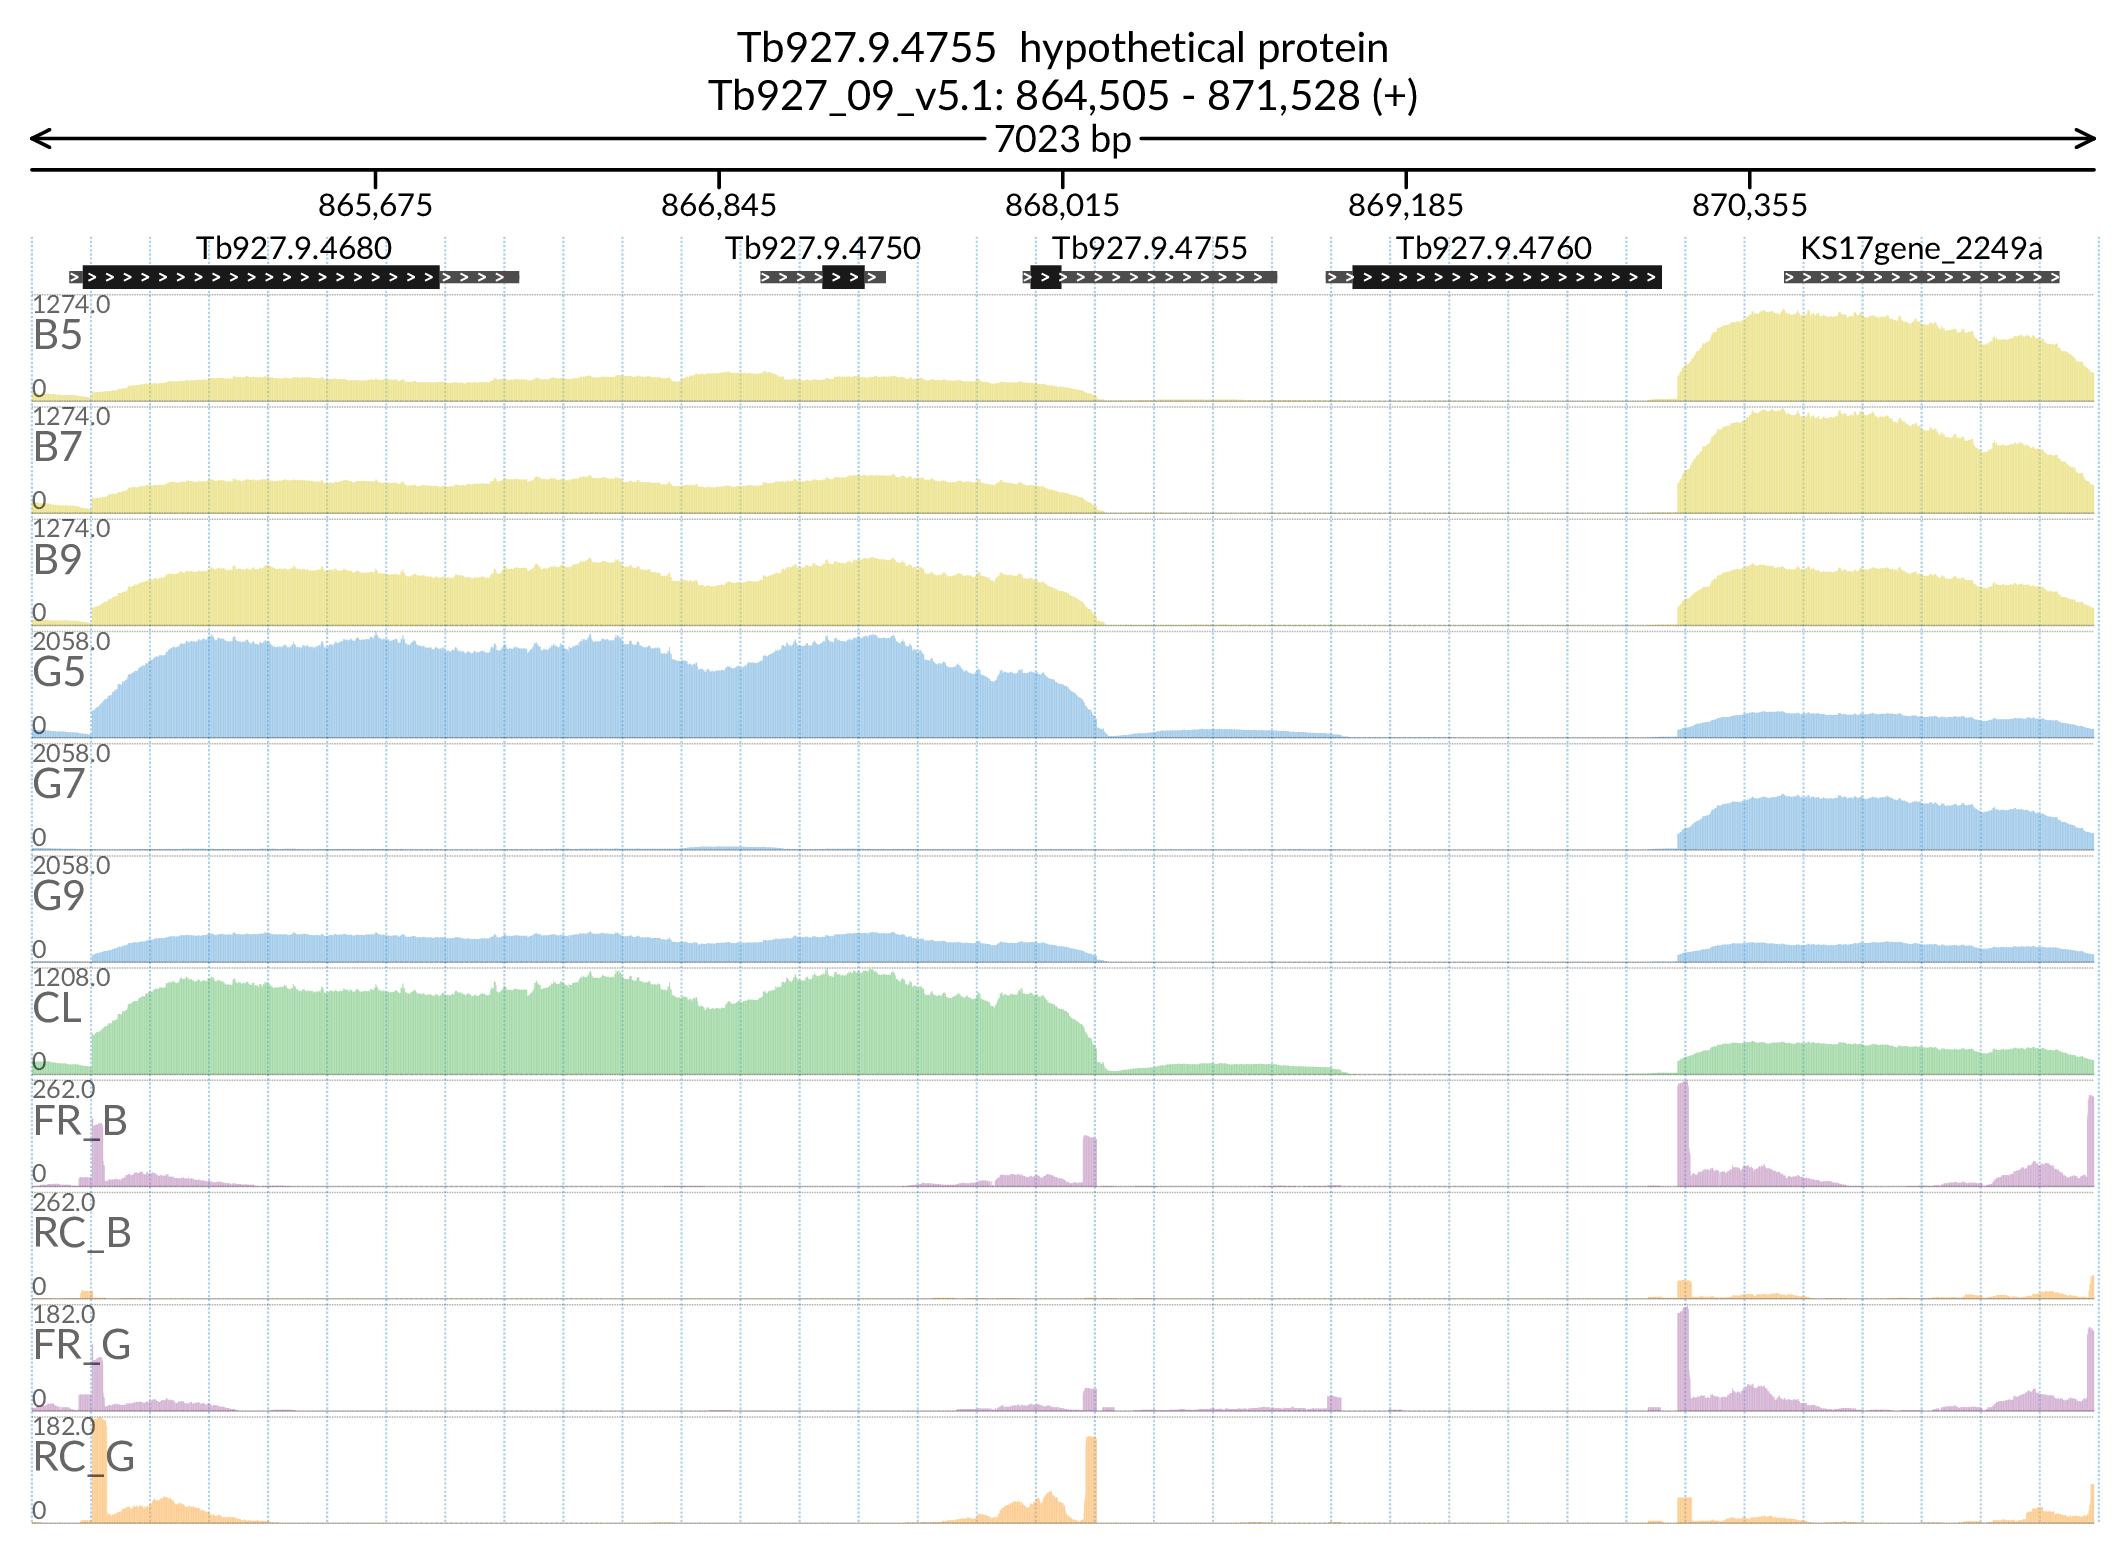 Tb927.9.4755 hypothetical protein
Tb927_09_v5.1: 864,505 - 871,528 (+)
7023 bp
865,675 866,845 868,015 869,185 870,355
Tb927.9.4680 Tb927.9.4750 Tb927.9.4755 Tb927.9.4760 KS17gene_2249a
1274.0
B5
0
1274.0
B7
0
1274.0
B9
0
2058.0
G5
0
2058.0
G7
0
2058.0
G9
0
1208.0
CL
0
262.0
FR_B
0
262.0
RC_B
0
182.0
FR_G
0
182.0
RC_G
0